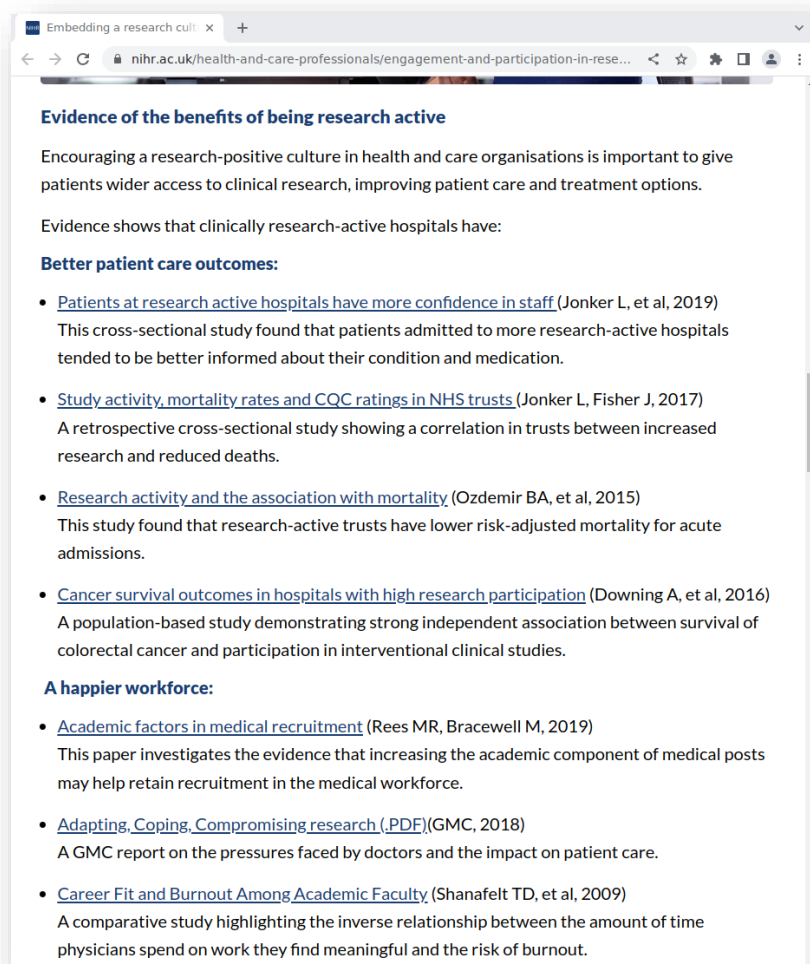 NIHR Embedding a research cult
nihr.ac.uk/health-and-care-professionals/engagement-and-participation-in-rese...
Evidence of the benefits of being research active
Encouraging a research-positive culture in health and care organisations is important to give
patients wider access to clinical research, improving patient care and treatment options.
Evidence shows that clinically research-active hospitals have:
Better patient care outcomes:
• Patients at research active hospitals have more confidence in staff (Jonker L, et al, 2019)
This cross-sectional study found that patients admitted to more research-active hospitals
tended to be better informed about their condition and medication.
• Study activity, mortality rates and CQC ratings in NHS trusts (Jonker L, Fisher J, 2017)
A retrospective cross-sectional study showing a correlation in trusts between increased
research and reduced deaths.
• Research activity and the association with mortality (Ozdemir BA, et al, 2015)
This study found that research-active trusts have lower risk-adjusted mortality for acute
admissions.
• Cancer survival outcomes in hospitals with high research participation (Downing A, et al, 2016)
A population-based study demonstrating strong independent association between survival of
colorectal cancer and participation in interventional clinical studies.
A happier workforce:
• Academic factors in medical recruitment (Rees MR, Bracewell M, 2019)
This paper investigates the evidence that increasing the academic component of medical posts
may help retain recruitment in the medical workforce.
• Adapting, Coping, Compromising research (.PDF)(GMC, 2018)
A GMC report on the pressures faced by doctors and the impact on patient care.
• Career Fit and Burnout Among Academic Faculty (Shanafelt TD, et al, 2009)
A comparative study highlighting the inverse relationship between the amount of time
physicians spend on work they find meaningful and the risk of burnout.